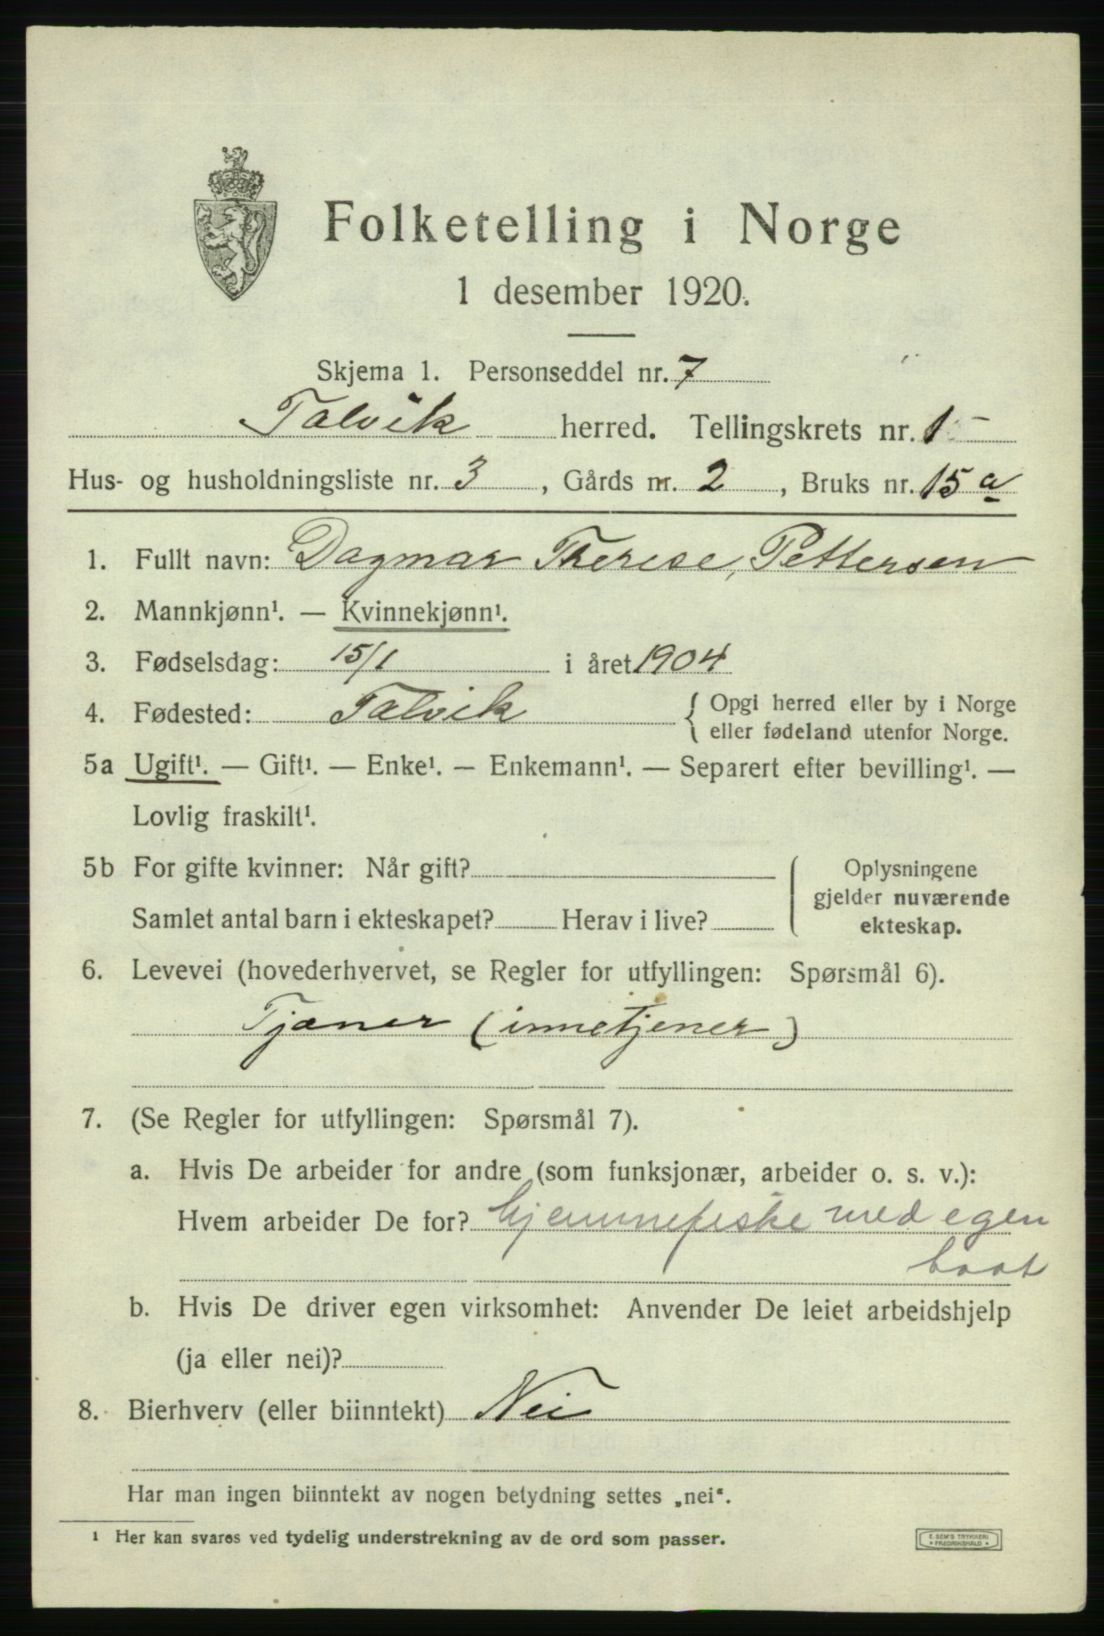 Folketelling i Norge
1 desember 1920.
Skjema 1. Personseddel nr. 7
Talvik herred. Tellingskrets nr. 1
Hus- og husholdningsliste nr. 3, Gårds nr. 2, Bruks nr. 15 a
1. Fullt navn: Dagmar Therese, Pettersen
2. Mannkjønn¹. — Kvinnekjønn¹.
3. Fødselsdag: 15/1 i året 1904
4. Fødested: Talvik { Opgi herred eller by i Norge
eller fødeland utenfor Norge.
5a Ugift¹. — Gift¹. — Enke¹. — Enkemann¹. — Separert efter bevilling¹. —
Lovlig fraskilt¹.
5b For gifte kvinner: Når gift?
Samlet antal barn i ekteskapet? Herav i live?
Oplysningene
gjelder nuværende
ekteskap.
6. Levevei (hovederhvervet, se Regler for utfyllingen: Spørsmål 6).
Tjæner (innetjener)
7. (Se Regler for utfyllingen: Spørsmål 7).
a. Hvis De arbeider for andre (som funksjonær, arbeider o. s. v.):
Hvem arbeider De for? hjemmefiske med egen
baat
b. Hvis De driver egen virksomhet: Anvender De leiet arbeidshjelp
(ja eller nei)?
8. Bierhverv (eller biinntekt) Nei
Har man ingen biinntekt av nogen betydning settes „nei“.
¹ Her kan svares ved tydelig understrekning av de ord som passer.
E. SEM'S TRYKKERI
• FREDRIKSHALD •